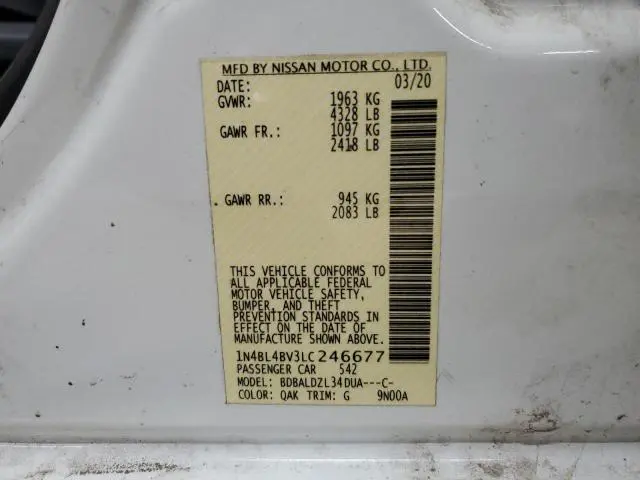 MFD BY NISSAN MOTOR CO., LTD.
DATE: 03/20
GVWR: 1963 KG
4328 LB
GAWR FR.: 1097 KG
2418 LB
GAWR RR.: 945 KG
2083 LB
THIS VEHICLE CONFORMS TO
ALL APPLICABLE FEDERAL
MOTOR VEHICLE SAFETY,
BUMPER, AND THEFT
PREVENTION STANDARDS IN
EFFECT ON THE DATE OF
MANUFACTURE SHOWN ABOVE.
1N4BL4BV3LC246677
PASSENGER CAR 542
MODEL: BDBALDZL34DUA---C-
COLOR: QAK TRIM: G 9N00A